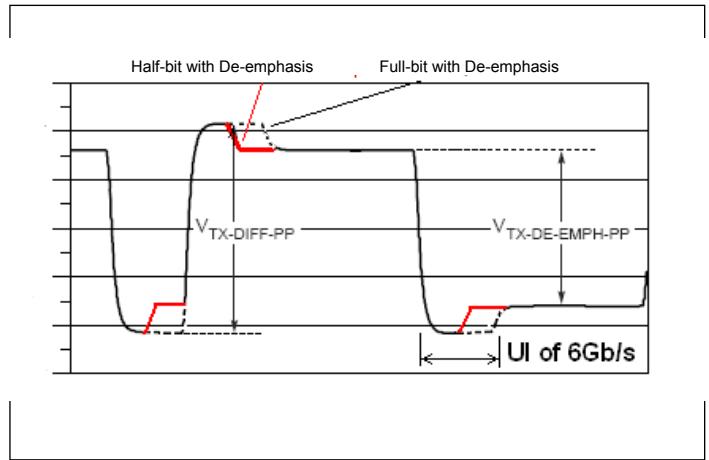 Half-bit with De-emphasis
Full-bit with De-emphasis
VTX-DIFF-PP
VTX-DE-EMPH-PP
UI of 6Gb/s